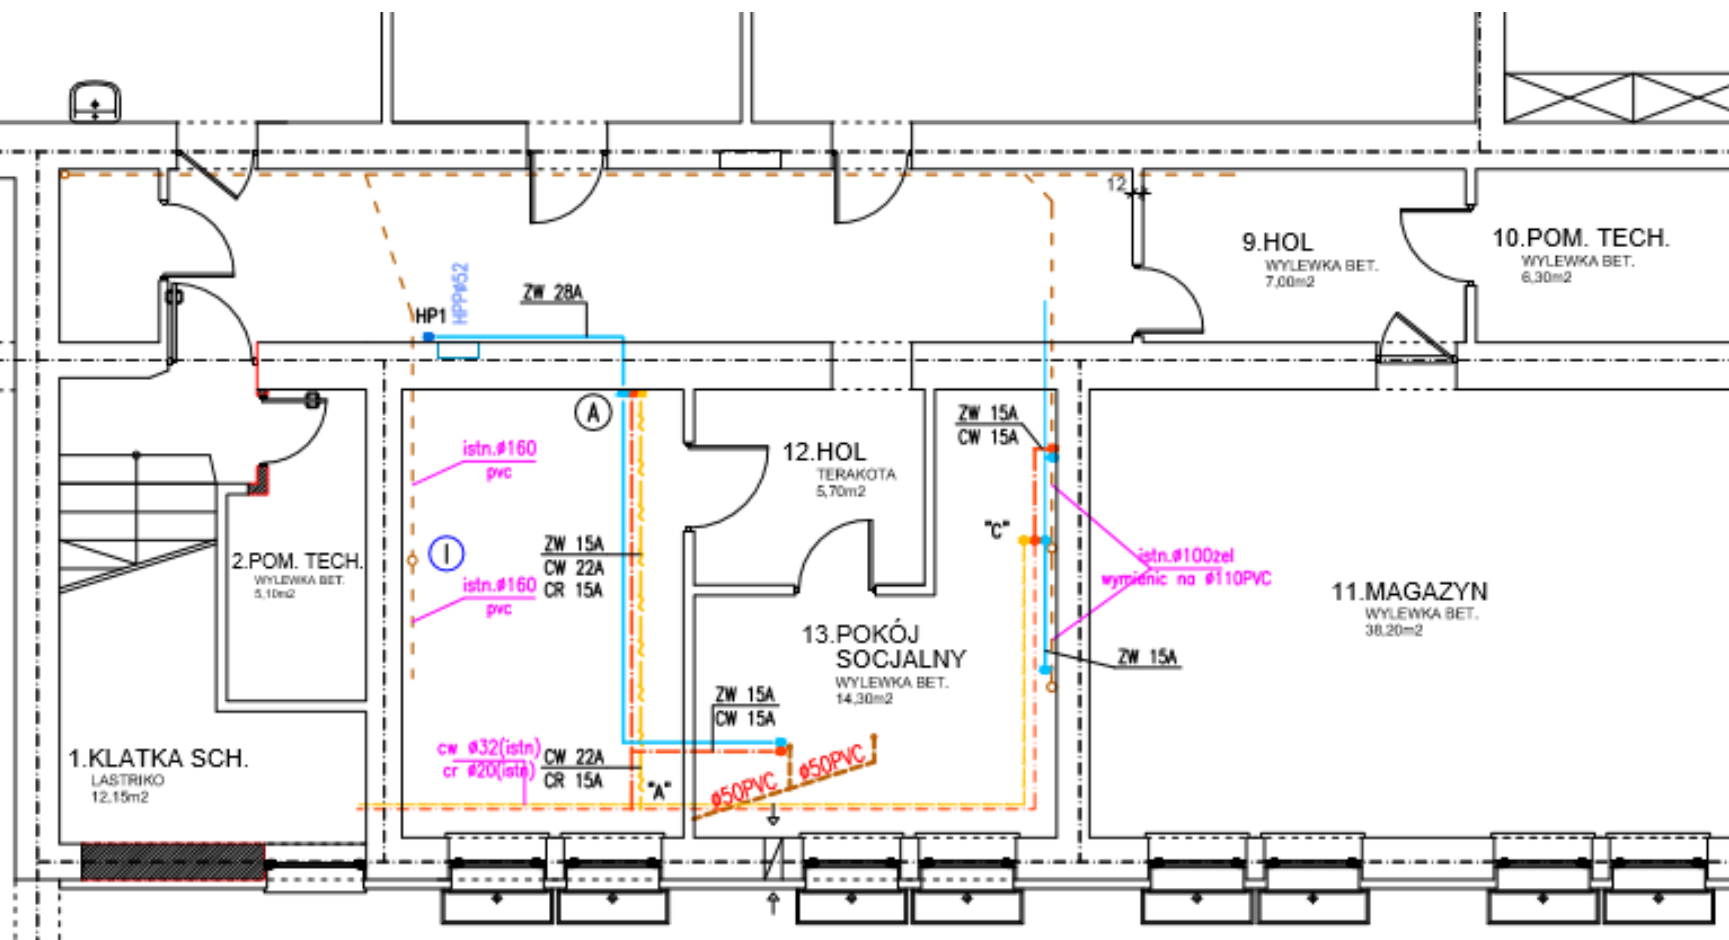 12
9.HOL
WYLEWKA BET.
7,00m2
10.POM. TECH.
WYLEWKA BET.
6,30m2
HPPø52
ZW 28A
HP1
A
istn.ø160
pvc
12.HOL
TERAKOTA
5,70m2
ZW 15A
CW 15A
"C"
I
ZW 15A
CW 22A
CR 15A
istn.ø160
pvc
2.POM. TECH.
WYLEWKA BET.
5,10m2
istn.ø100żel
wymienic na ø110PVC
11.MAGAZYN
WYLEWKA BET.
38,20m2
13.POKÓJ
SOCJALNY
WYLEWKA BET.
14,30m2
ZW 15A
ZW 15A
CW 15A
1.KLATKA SCH.
LASTRIKO
12,15m2
cw ø32(istn)
cr ø20(istn)
CW 22A
CR 15A
"A"
ø50PVC
ø50PVC